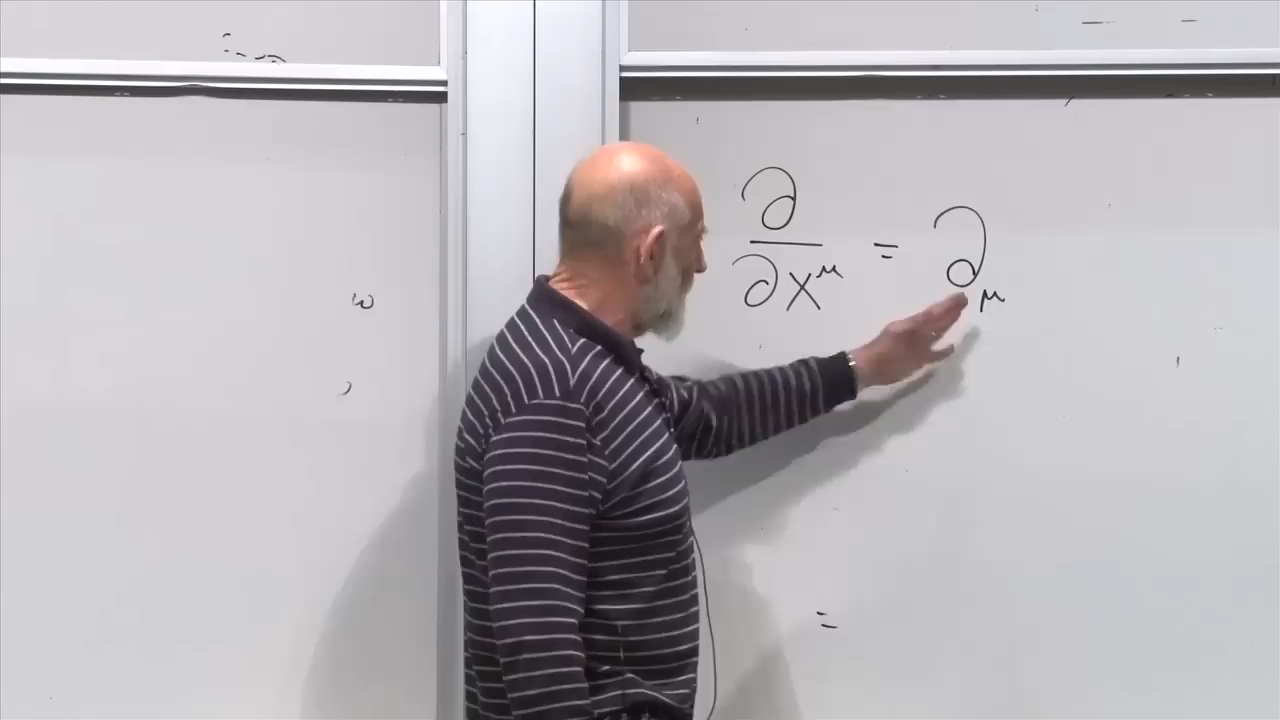 ∂/∂X^μ = ∂_μ
ω
=